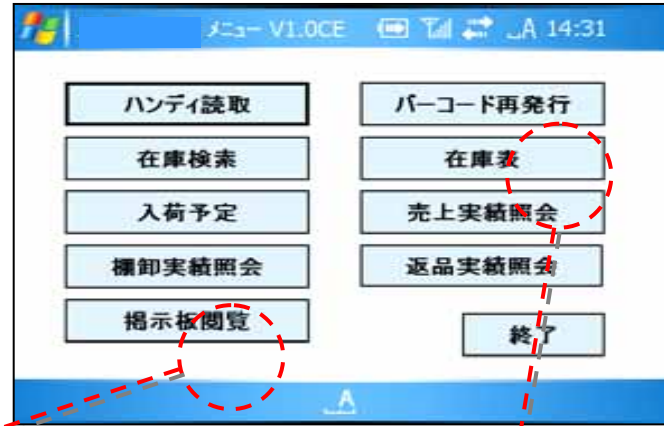 メニュー V1.0CE A 14:31
ハンディ読取 バーコード再発行
在庫検索 在庫表
入荷予定 売上実績照会
棚卸実績照会 返品実績照会
掲示板閲覧 終了
A